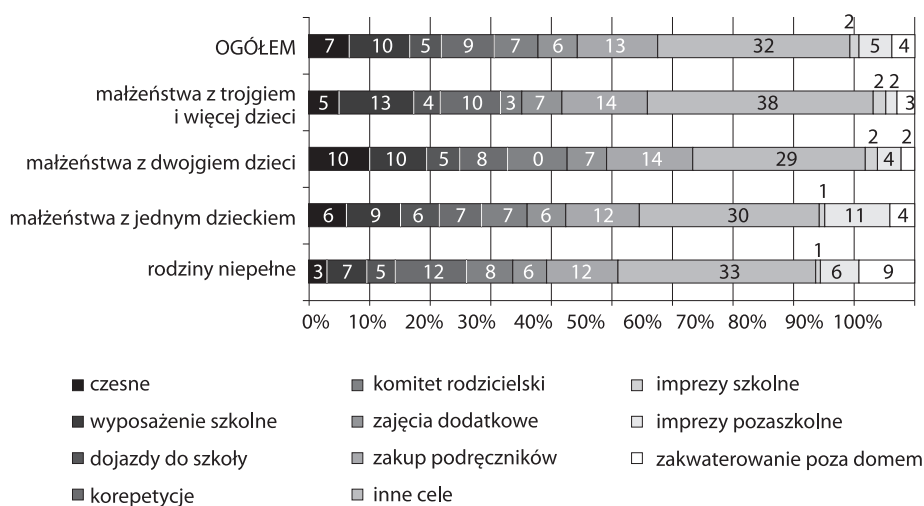 2
OGÓŁEM 7 10 5 9 7 6 13 32 5 4
2 2
małżeństwa z trojgiem
i więcej dzieci 5 13 4 10 3 7 14 38 3
2 2
małżeństwa z dwojgiem dzieci 10 10 5 8 0 7 14 29 4
1
małżeństwa z jednym dzieckiem 6 9 6 7 7 6 12 30 11 4
1
rodziny niepełne 3 7 5 12 8 6 12 33 6 9
0% 10% 20% 30% 40% 50% 60% 70% 80% 90% 100%
czesne
wyposażenie szkolne
dojazdy do szkoły
korepetycje
komitet rodzicielski
zajęcia dodatkowe
zakup podręczników
inne cele
imprezy szkolne
imprezy pozaszkolne
zakwaterowanie poza domem